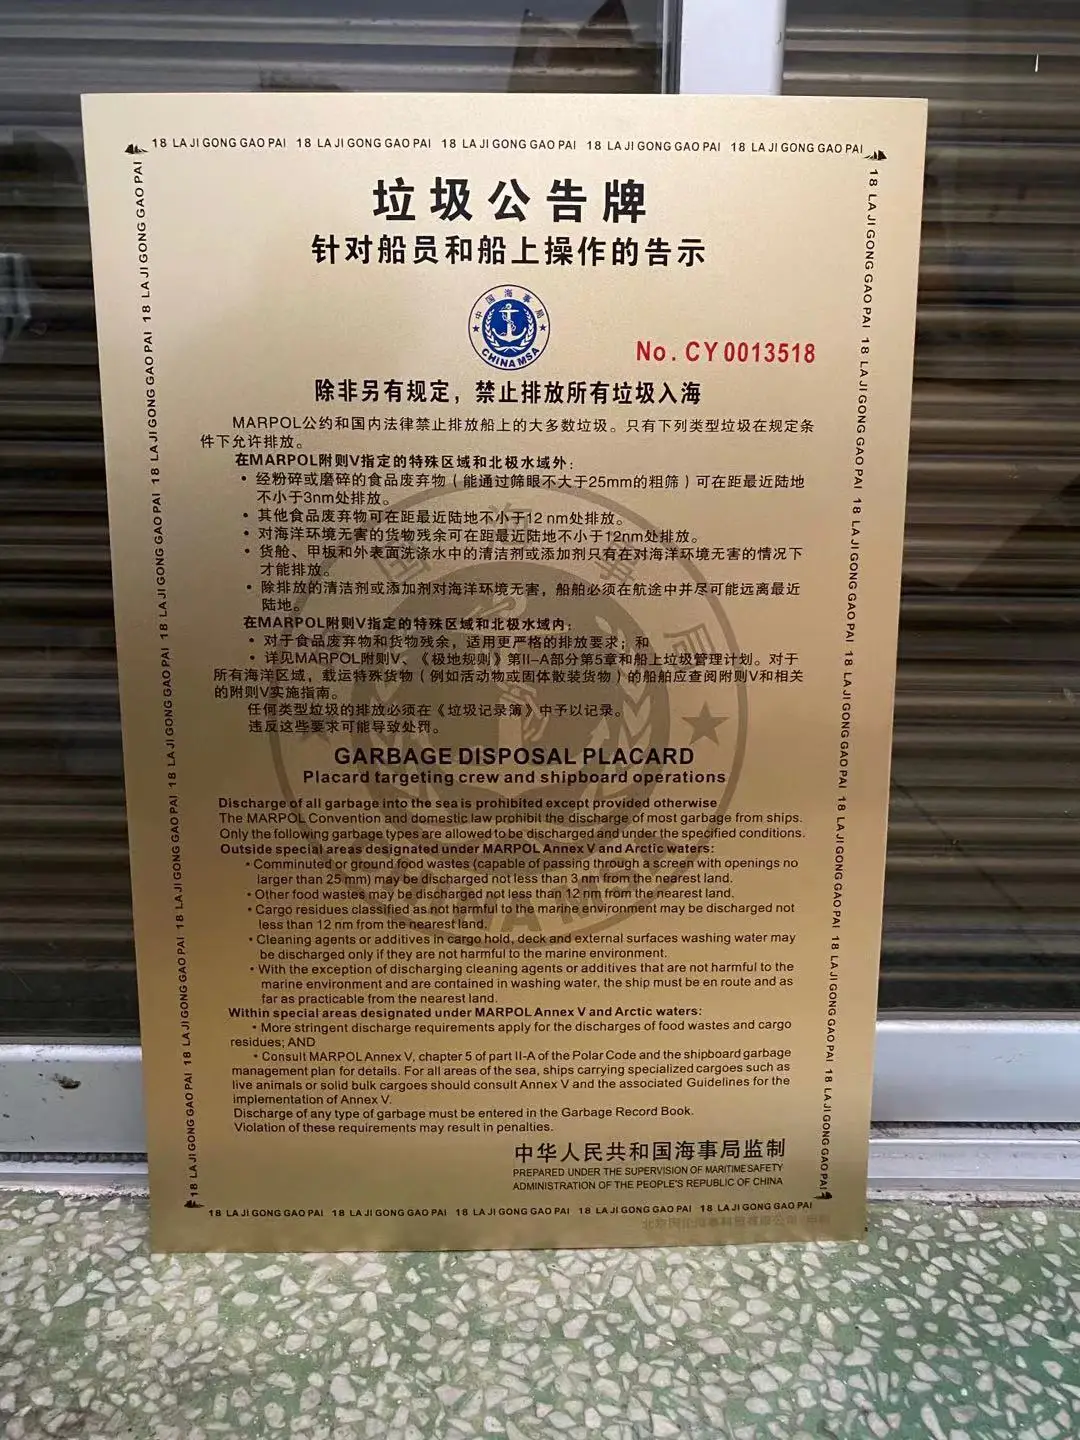 18 LA JI GONG GAO PAI 18 LA JI GONG GAO PAI 18 LA JI GONG GAO PAI 18 LA JI GONG GAO PAI 18 LA JI GONG GAO PAI
垃圾公告牌
针对船员和船上操作的告示
中国海事局
CHINA MSA
No. CY0013518
除非另有规定，禁止排放所有垃圾入海
MARPOL公约和国内法律禁止排放船上的大多数垃圾。只有下列类型垃圾在规定条
件下允许排放。
在MARPOL附则V指定的特殊区域和北极水域外：
• 经粉碎或磨碎的食品废弃物（能通过筛眼不大于25mm的粗筛）可在距最近陆地
不小于3nm处排放。
• 其他食品废弃物可在距最近陆地不小于12 nm处排放。
• 对海洋环境无害的货物残余可在距最近陆地不小于12nm处排放。
• 货舱、甲板和外表面洗涤水中的清洁剂或添加剂只有在对海洋环境无害的情况下
才能排放。
• 除排放的清洁剂或添加剂对海洋环境无害，船舶必须在航途中并尽可能远离最近
陆地。
在MARPOL附则V指定的特殊区域和北极水域内：
• 对于食品废弃物和货物残余，适用更严格的排放要求；和
• 详见MARPOL附则V、《极地规则》第II-A部分第5章和船上垃圾管理计划。对于
所有海洋区域，载运特殊货物（例如活动物或固体散装货物）的船舶应查阅附则V和相关
的附则V实施指南。
任何类型垃圾的排放必须在《垃圾记录簿》中予以记录。
违反这些要求可能导致处罚。
GARBAGE DISPOSAL PLACARD
Placard targeting crew and shipboard operations
Discharge of all garbage into the sea is prohibited except provided otherwise
The MARPOL Convention and domestic law prohibit the discharge of most garbage from ships.
Only the following garbage types are allowed to be discharged and under the specified conditions.
Outside special areas designated under MARPOL Annex V and Arctic waters:
• Comminuted or ground food wastes (capable of passing through a screen with openings no
larger than 25 mm) may be discharged not less than 3 nm from the nearest land.
• Other food wastes may be discharged not less than 12 nm from the nearest land.
• Cargo residues classified as not harmful to the marine environment may be discharged not
less than 12 nm from the nearest land.
• Cleaning agents or additives in cargo hold, deck and external surfaces washing water may
be discharged only if they are not harmful to the marine environment.
• With the exception of discharging cleaning agents or additives that are not harmful to the
marine environment and are contained in washing water, the ship must be en route and as
far as practicable from the nearest land.
Within special areas designated under MARPOL Annex V and Arctic waters:
• More stringent discharge requirements apply for the discharges of food wastes and cargo
residues; AND
• Consult MARPOL Annex V, chapter 5 of part II-A of the Polar Code and the shipboard garbage
management plan for details. For all areas of the sea, ships carrying specialized cargoes such as
live animals or solid bulk cargoes should consult Annex V and the associated Guidelines for the
implementation of Annex V.
Discharge of any type of garbage must be entered in the Garbage Record Book.
Violation of these requirements may result in penalties.
中华人民共和国海事局监制
PREPARED UNDER THE SUPERVISION OF MARITIME SAFETY
ADMINISTRATION OF THE PEOPLE'S REPUBLIC OF CHINA
18 LA JI GONG GAO PAI 18 LA JI GONG GAO PAI 18 LA JI GONG GAO PAI 18 LA JI GONG GAO PAI 18 LA JI GONG GAO PAI